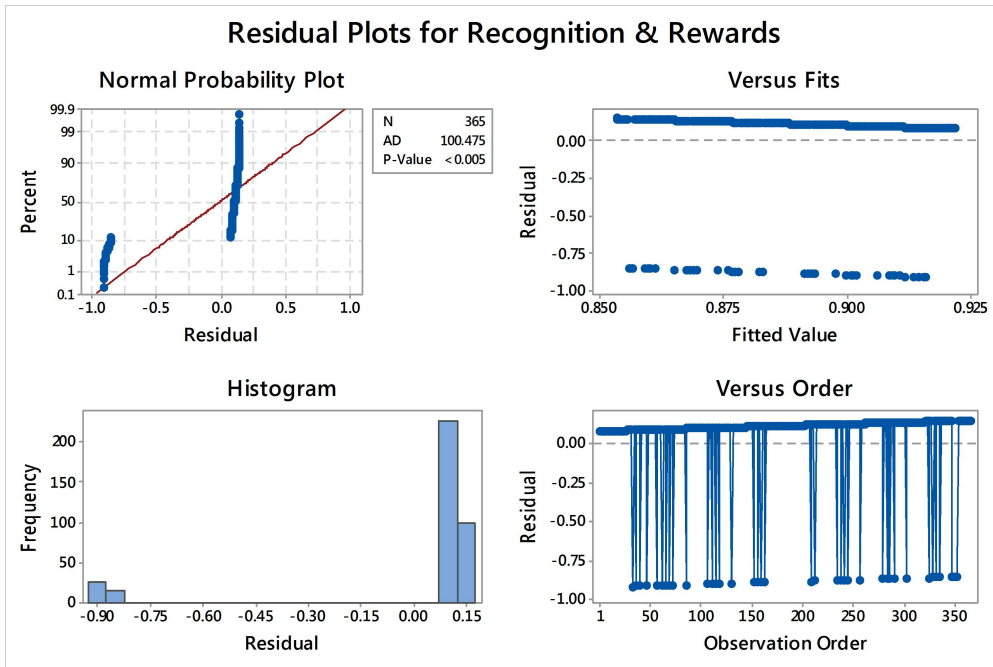 Residual Plots for Recognition & Rewards
Normal Probability Plot
Percent
99.9
99
90
50
10
1
0.1
-1.0 -0.5 0.0 0.5 1.0
Residual
N 365
AD 100.475
P-Value <0.005
Versus Fits
Residual
0.00
-0.25
-0.50
-0.75
-1.00
0.850 0.875 0.900 0.925
Fitted Value
Histogram
Frequency
200
150
100
50
0
-0.90 -0.75 -0.60 -0.45 -0.30 -0.15 0.00 0.15
Residual
Versus Order
Residual
0.00
-0.25
-0.50
-0.75
-1.00
1 50 100 150 200 250 300 350
Observation Order